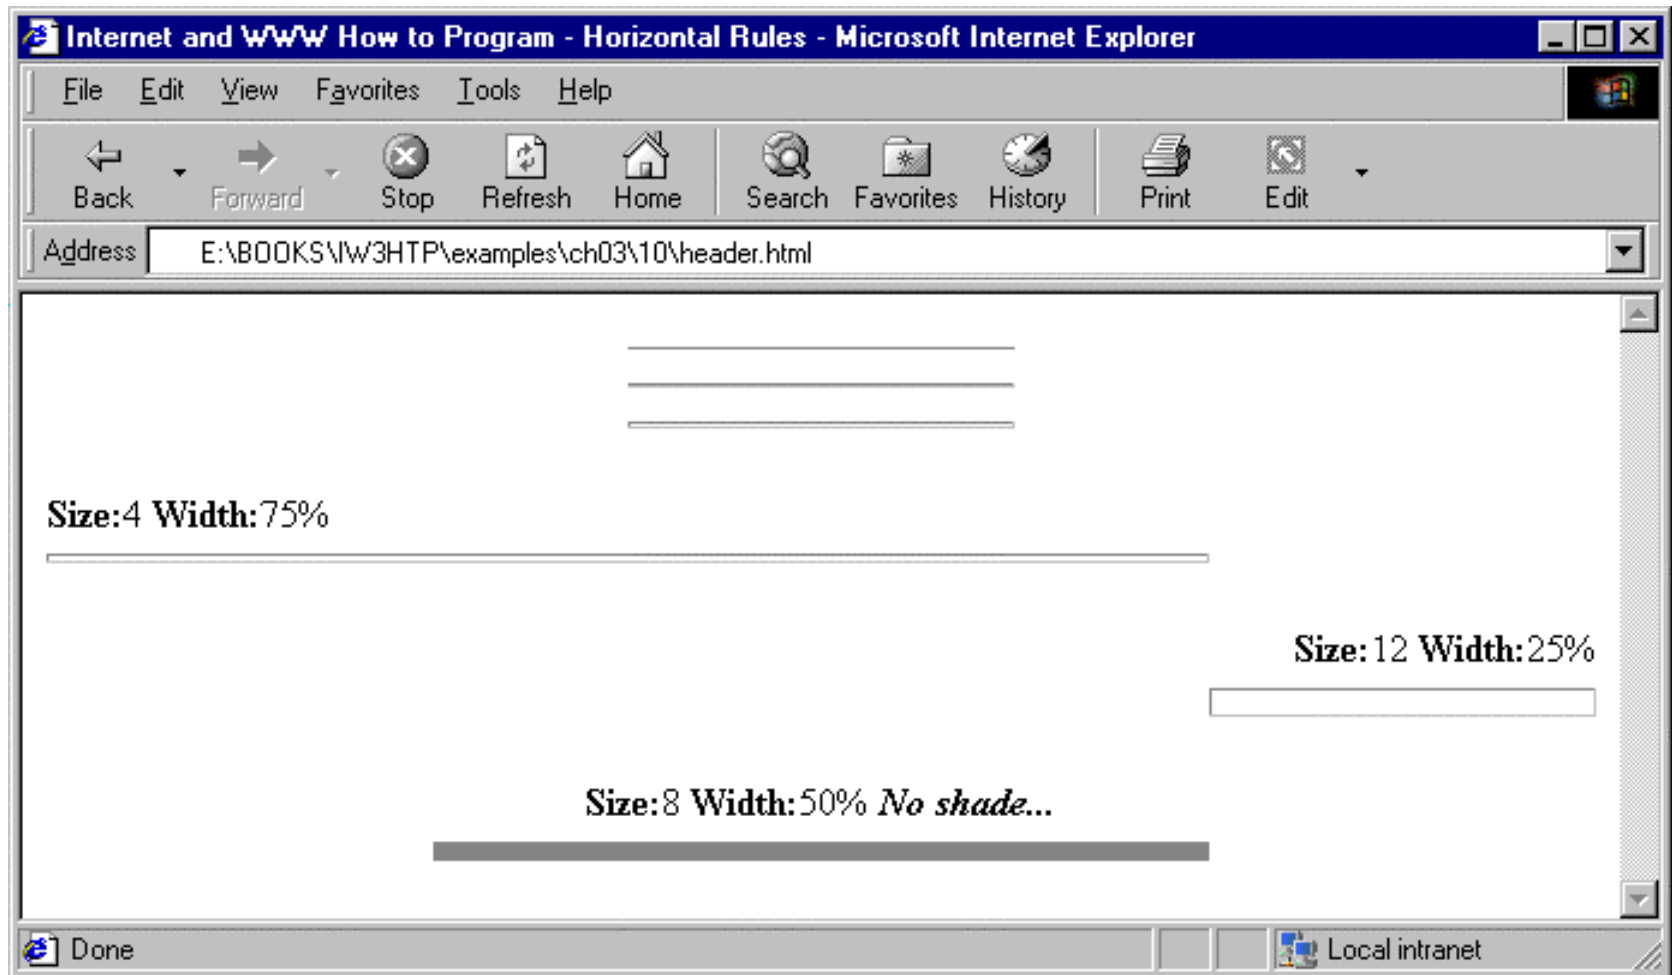 Internet and WWW How to Program - Horizontal Rules - Microsoft Internet Explorer
File Edit View Favorites Tools Help
Back Forward Stop Refresh Home Search Favorites History Print Edit
Address E:\BOOKS\IW3HTP\examples\ch03\10\header.html
Size:4 Width:75%
Size:12 Width:25%
Size:8 Width:50% No shade...
Done Local intranet